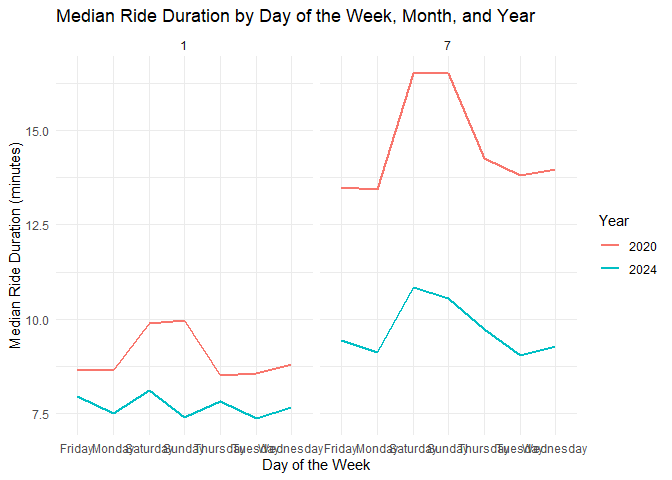 Median Ride Duration by Day of the Week, Month, and Year
1 7
15.0
12.5
10.0
7.5
Median Ride Duration (minutes)
Friday Monday Saturday Sunday Thursday Tuesday Wednesday Friday Monday Saturday Sunday Thursday Tuesday Wednesday
Day of the Week
Year
2020
2024